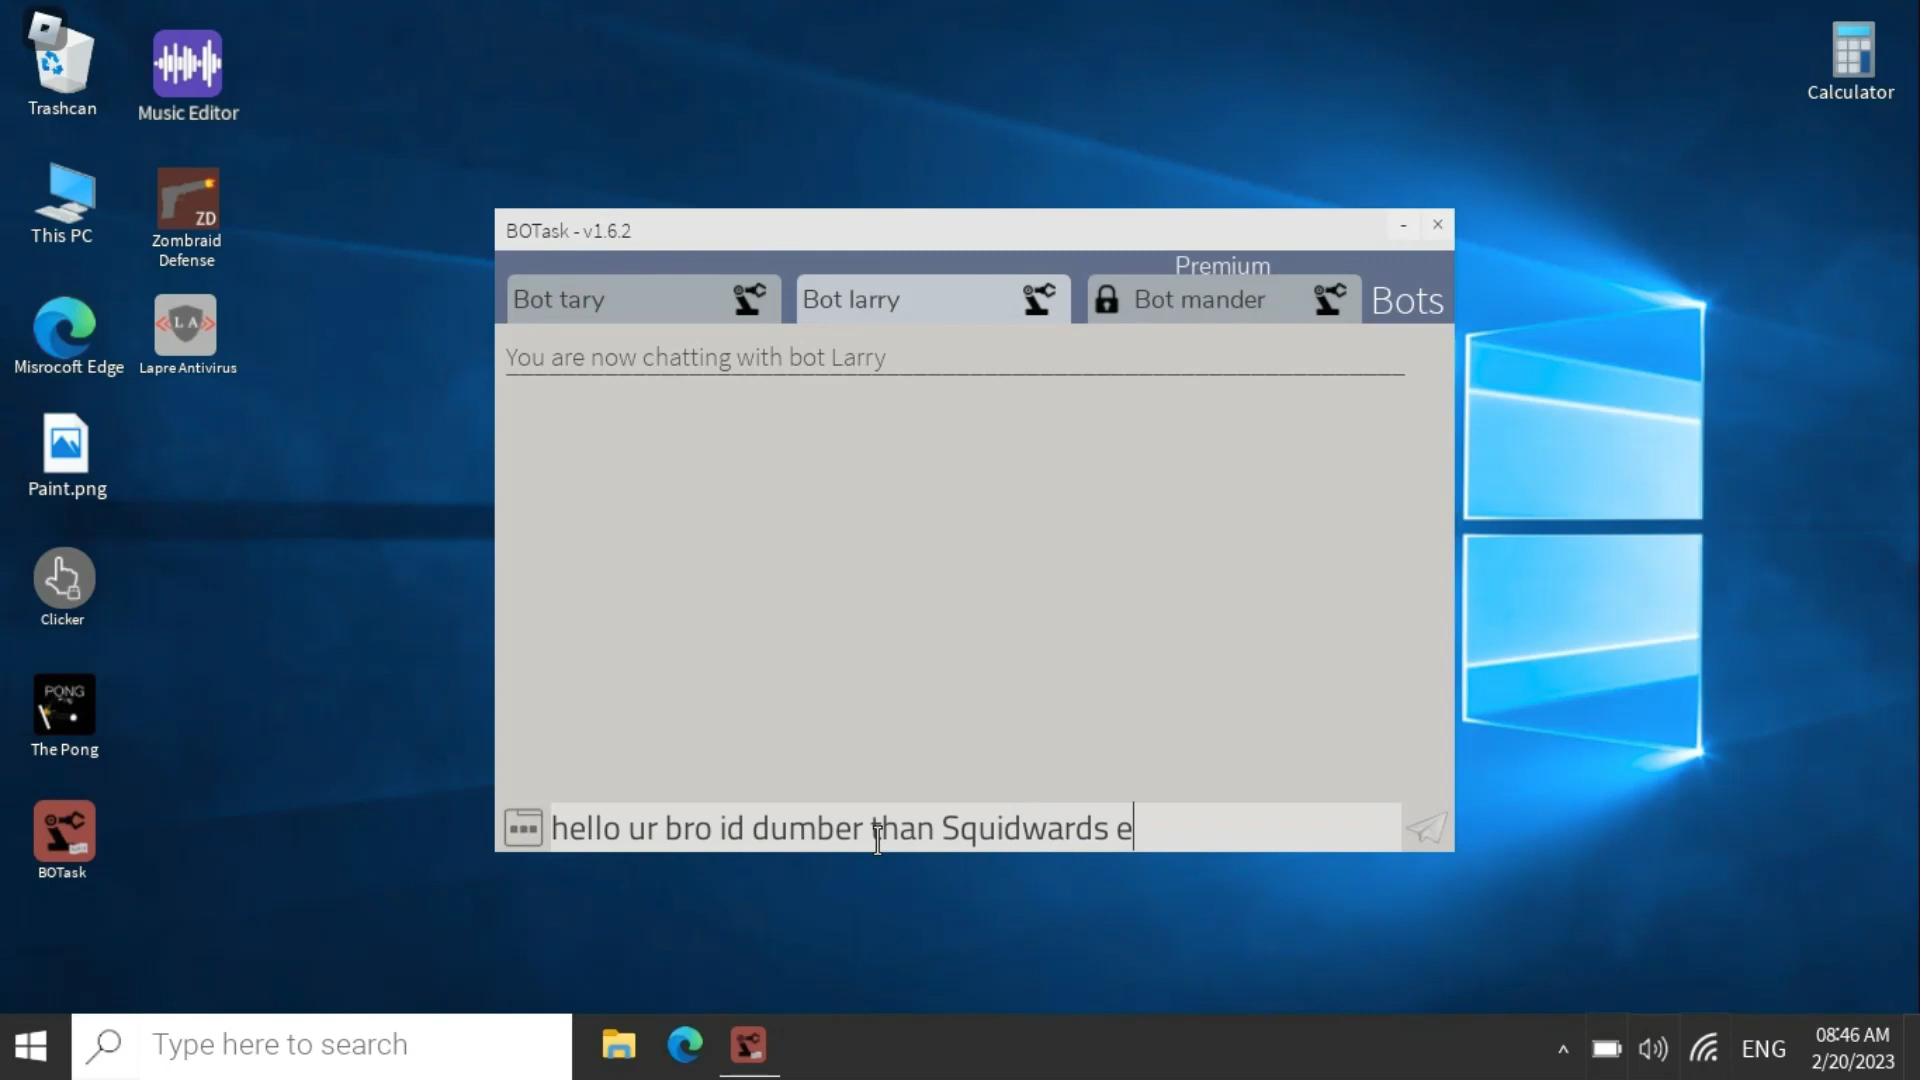 Trashcan
Music Editor
Calculator
This PC
ZD
Zombraid
Defense
BOTask - v1.6.2
- ×
Premium
Bot tary
Bot larry
Bot mander
Bots
You are now chatting with bot Larry
Misrocoft Edge
LA
Lapre Antivirus
Paint.png
Clicker
PONG
The Pong
hello ur bro id dumber than Squidwards e
BOTask
Type here to search
ENG
08:46 AM
2/20/2023